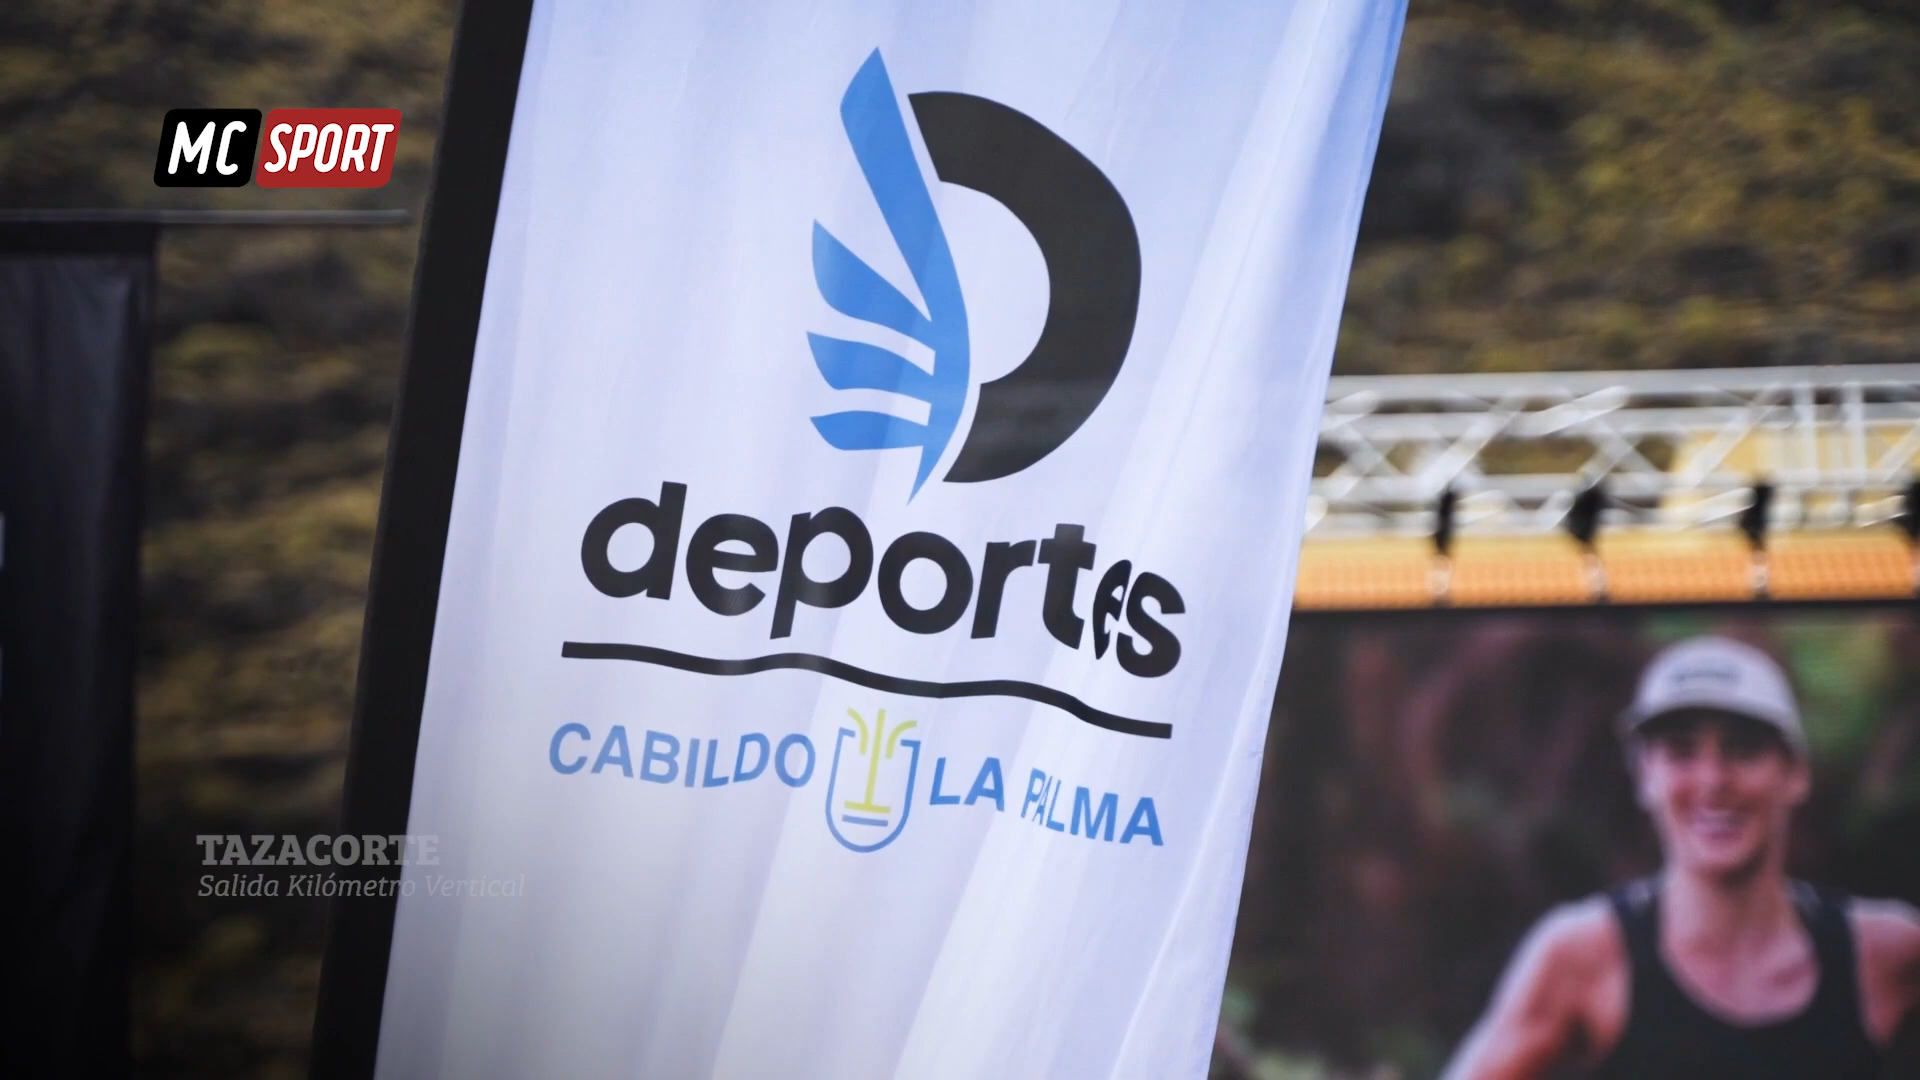 MC SPORT
deportes
CABILDO LA PALMA
TAZACORTE
Salida Kilómetro Vertical